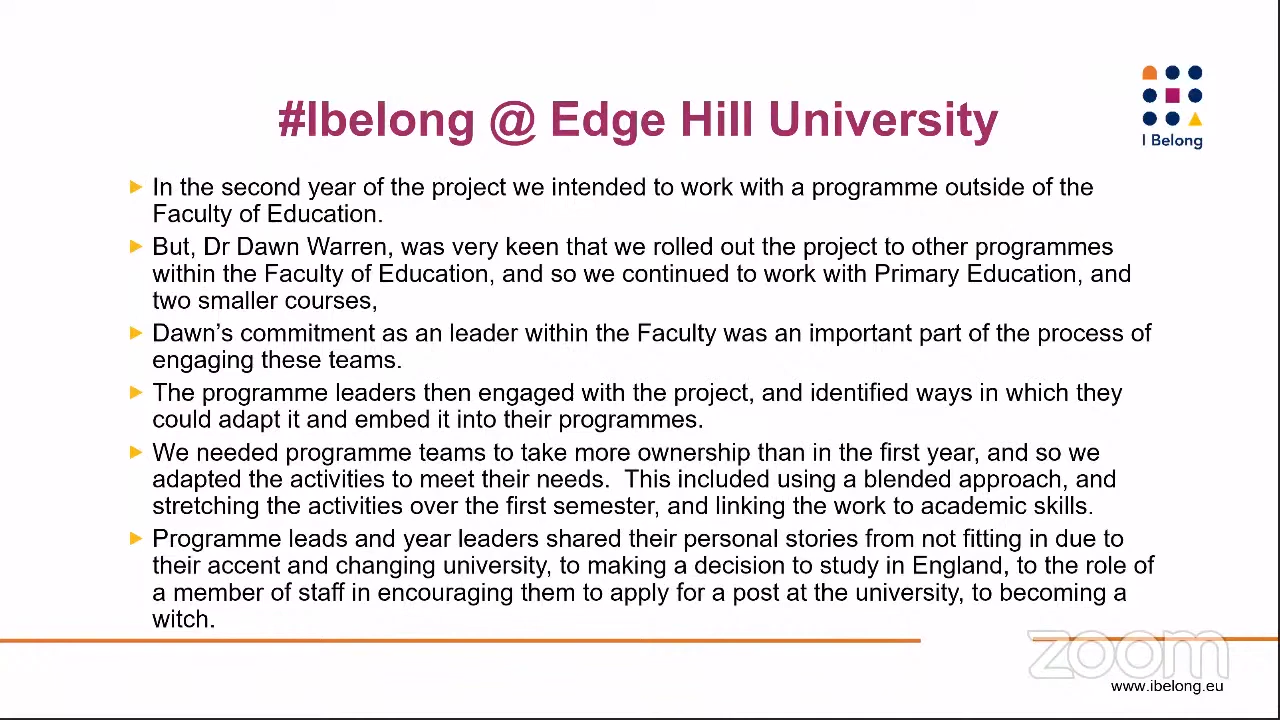 #Ibelong @ Edge Hill University
I Belong
In the second year of the project we intended to work with a programme outside of the
Faculty of Education.
But, Dr Dawn Warren, was very keen that we rolled out the project to other programmes
within the Faculty of Education, and so we continued to work with Primary Education, and
two smaller courses,
Dawn’s commitment as an leader within the Faculty was an important part of the process of
engaging these teams.
The programme leaders then engaged with the project, and identified ways in which they
could adapt it and embed it into their programmes.
We needed programme teams to take more ownership than in the first year, and so we
adapted the activities to meet their needs.  This included using a blended approach, and
stretching the activities over the first semester, and linking the work to academic skills.
Programme leads and year leaders shared their personal stories from not fitting in due to
their accent and changing university, to making a decision to study in England, to the role of
a member of staff in encouraging them to apply for a post at the university, to becoming a
witch.
zoom
www.ibelong.eu